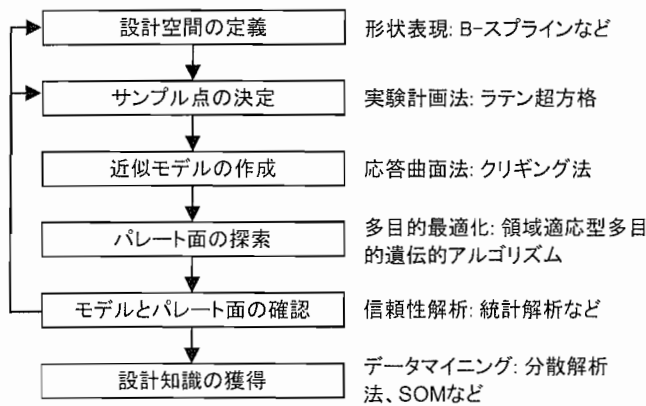 設計空間の定義
形状表現: B-スプラインなど
サンプル点の決定
実験計画法: ラテン超方格
近似モデルの作成
応答曲面法: クリギング法
パレート面の探索
多目的最適化: 領域適応型多目
的遺伝的アルゴリズム
モデルとパレート面の確認
信頼性解析: 統計解析など
設計知識の獲得
データマイニング: 分散解析
法、SOMなど